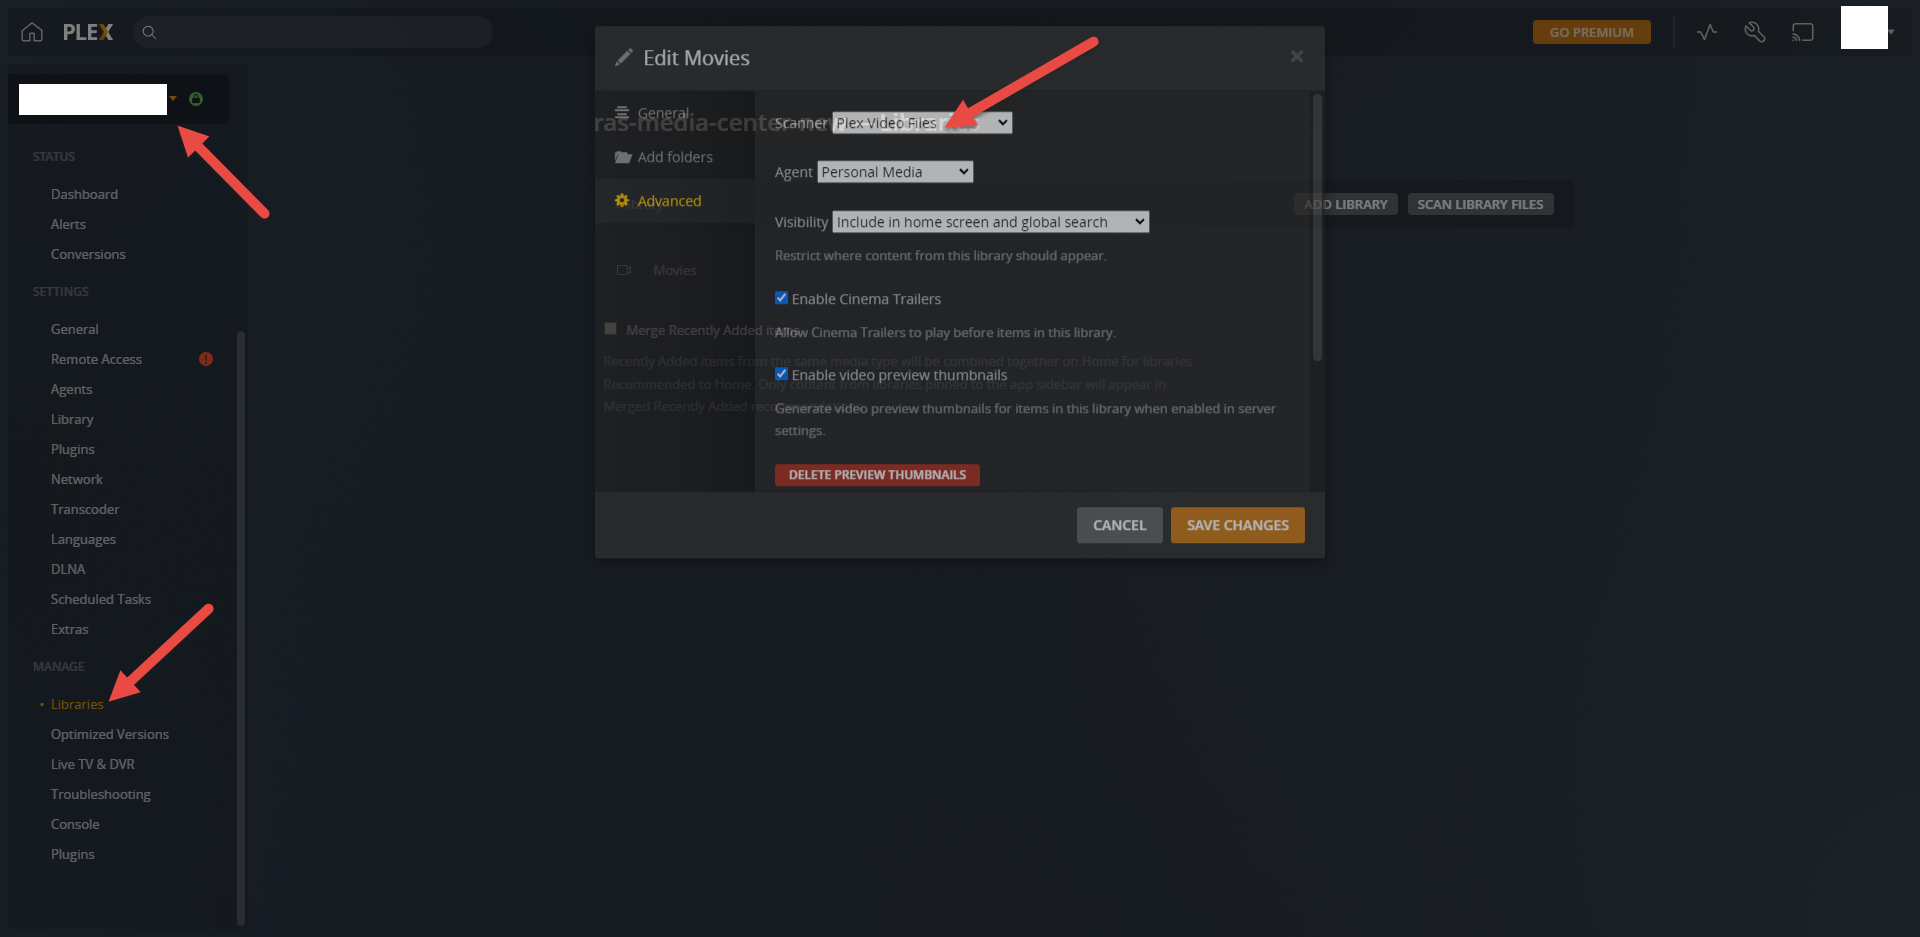 PLEX
GO PREMIUM
STATUS
Dashboard
Alerts
Conversions
SETTINGS
General
Remote Access
!
Agents
Library
Plugins
Network
Transcoder
Languages
DLNA
Scheduled Tasks
Extras
MANAGE
Libraries
Optimized Versions
Live TV & DVR
Troubleshooting
Console
Plugins
Edit Movies
General
Add folders
Advanced
ras-media-center-new
Scanner Plex Video Files
Agent Personal Media
Visibility Include in home screen and global search
Restrict where content from this library should appear.
Enable Cinema Trailers
Allow Cinema Trailers to play before items in this library.
Enable video preview thumbnails
Generate video preview thumbnails for items in this library when enabled in server
settings.
DELETE PREVIEW THUMBNAILS
CANCEL SAVE CHANGES
Movies
Merge Recently Added items
Recently Added items from the same media type will be combined together on Home for libraries
Recommended to Home. Only content from libraries pinned to the app sidebar will appear in
Merged Recently Added
ADD LIBRARY SCAN LIBRARY FILES